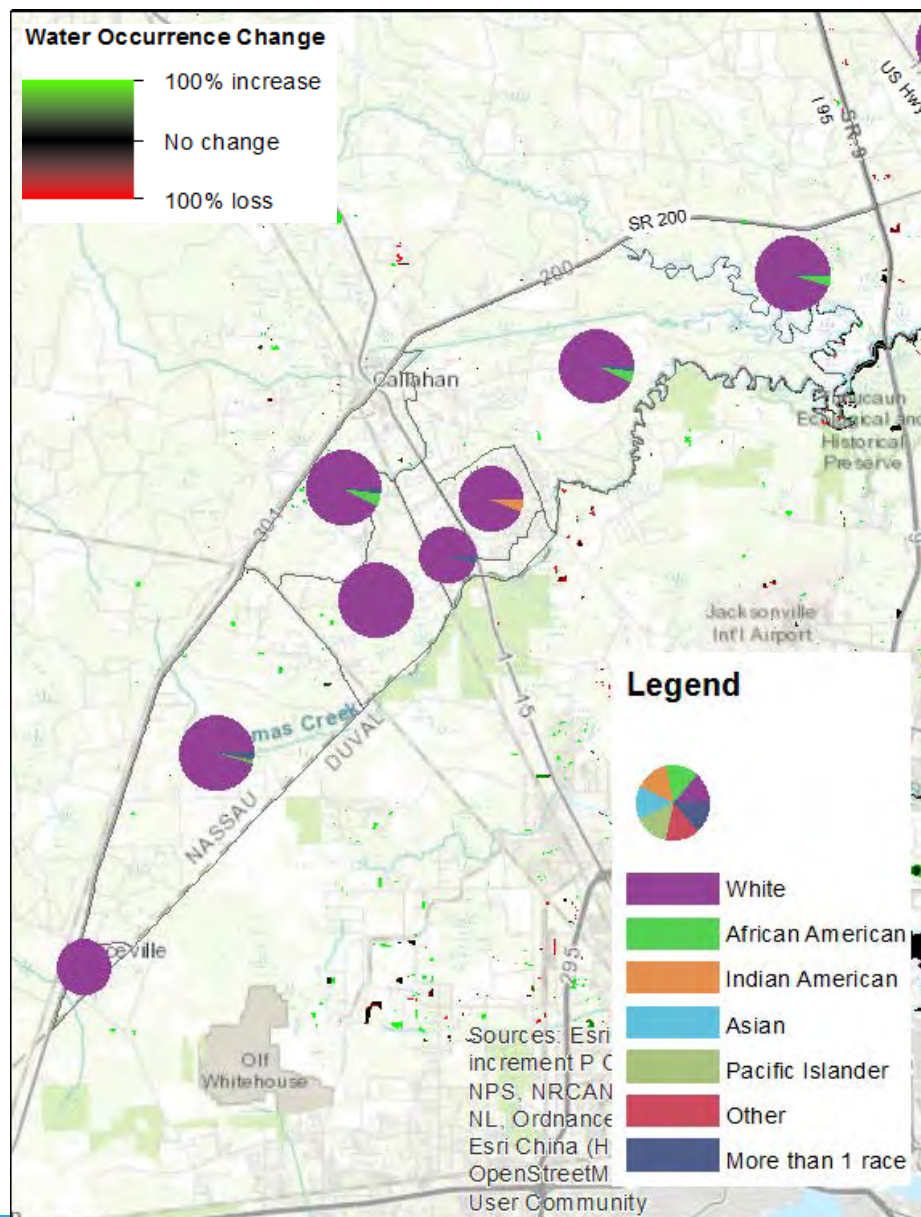 Water Occurrence Change
100% increase
No change
100% loss
US Hwy
I 95
SR 9
SR 200
200
Callahan
Ecological and
Historical
Preserve
301
Jacksonville
Int'l Airport
1
15
mas Creek
DUVAL
NASSAU
ceville
295
Olf
Whitehouse
Legend
White
African American
Indian American
Asian
Pacific Islander
Other
More than 1 race
Sources: Esri
increment P C
NPS, NRCAN
NL, Ordnance
Esri China (H
OpenStreetM
User Community